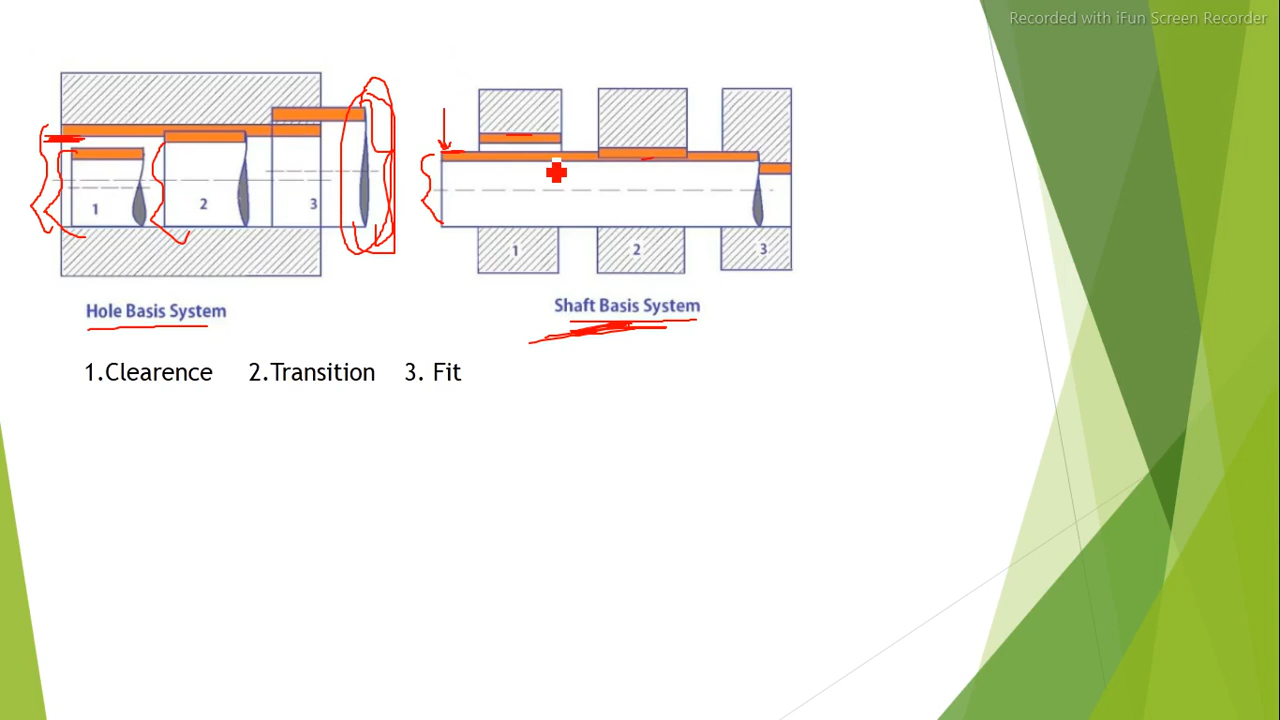 Recorded with iFun Screen Recorder
1 2 3
1 2 3
Hole Basis System
Shaft Basis System
1.Clearence 2.Transition 3. Fit